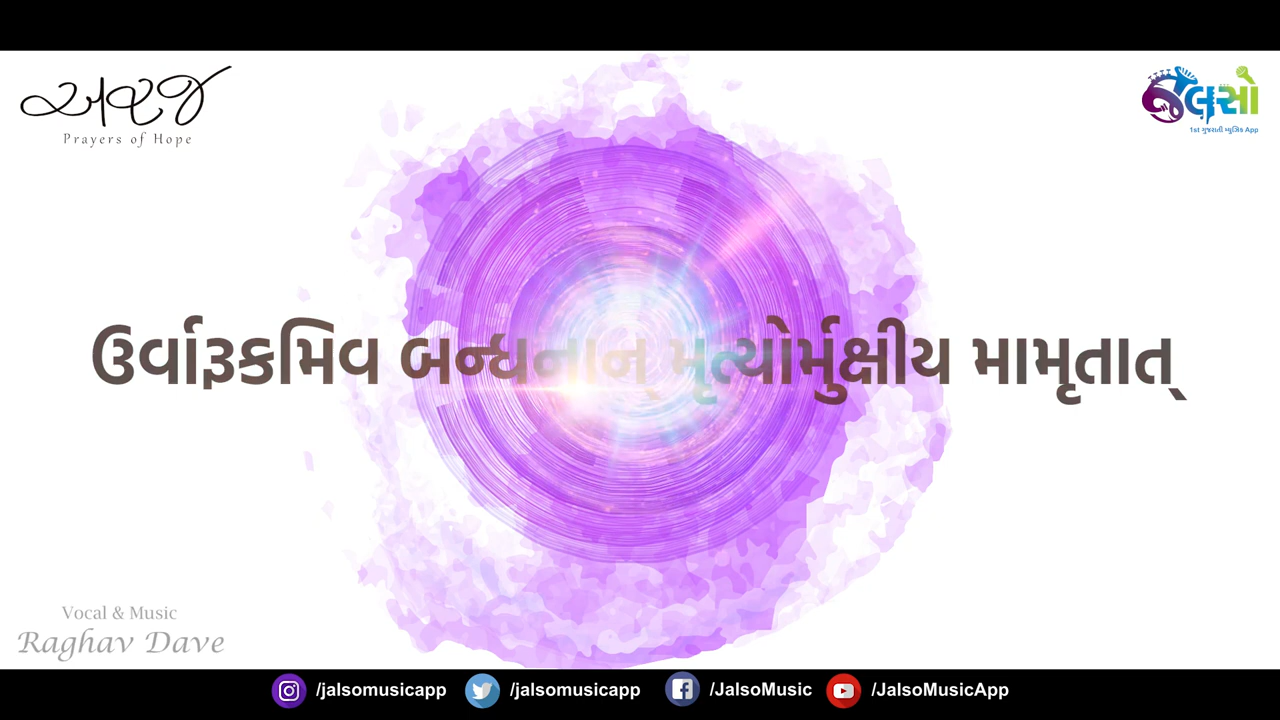 અરજ
Prayers of Hope
જલસો
1st ગુજરાતી મ્યુઝિક App
ઉર્વારૂકમિવ બન્ધનાન્ મૃત્યોર્મુક્ષીય મામૃતાત્
Vocal & Music
Raghav Dave
/jalsomusicapp
/jalsomusicapp
/JalsoMusic
/JalsoMusicApp